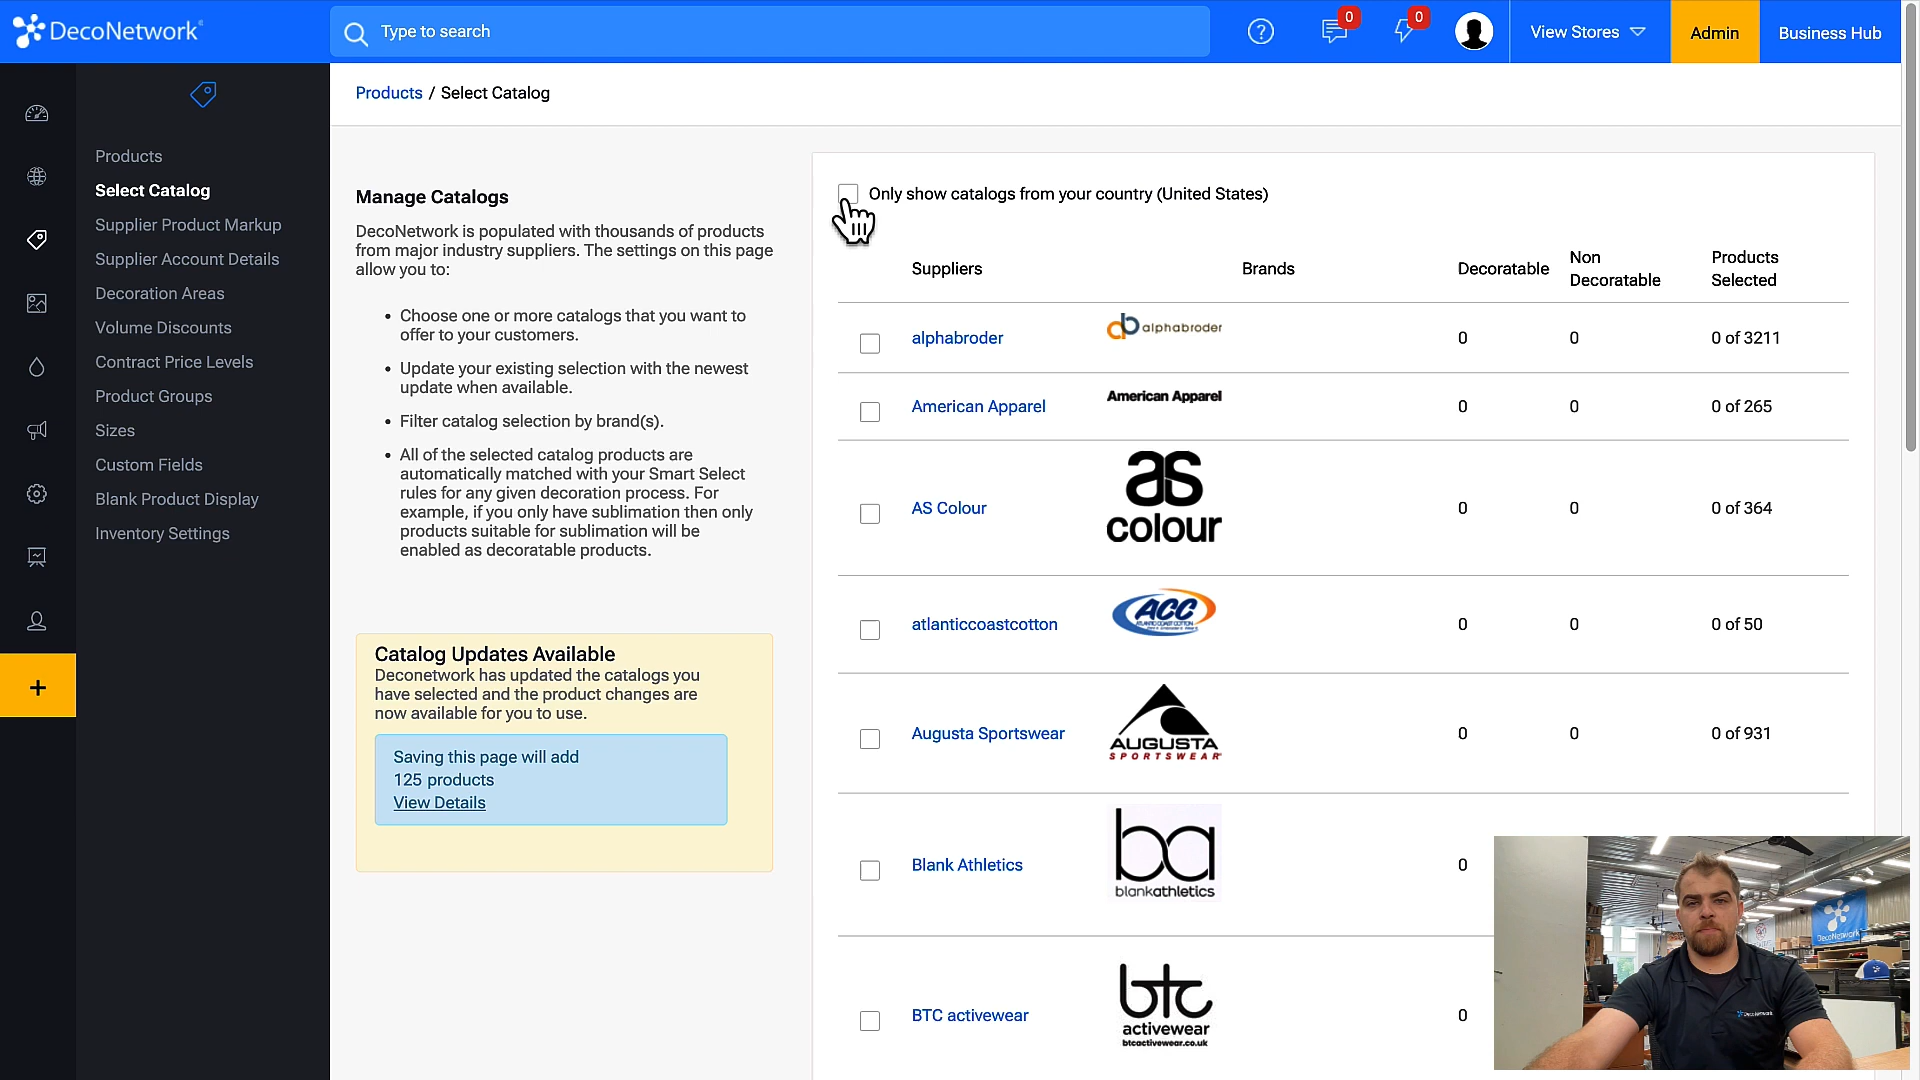 DecoNetwork
Type to search
0
0
View Stores
Admin
Business Hub
Products / Select Catalog
Products
Select Catalog
Supplier Product Markup
Supplier Account Details
Decoration Areas
Volume Discounts
Contract Price Levels
Product Groups
Sizes
Custom Fields
Blank Product Display
Inventory Settings
Manage Catalogs
DecoNetwork is populated with thousands of products
from major industry suppliers. The settings on this page
allow you to:
• Choose one or more catalogs that you want to
offer to your customers.
• Update your existing selection with the newest
update when available.
• Filter catalog selection by brand(s).
• All of the selected catalog products are
automatically matched with your Smart Select
rules for any given decoration process. For
example, if you only have sublimation then only
products suitable for sublimation will be
enabled as decoratable products.
Catalog Updates Available
Deconetwork has updated the catalogs you
have selected and the product changes are
now available for you to use.
Saving this page will add
125 products
View Details
Only show catalogs from your country (United States)
Suppliers Brands Decoratable Non Decoratable Products Selected
alphabroder alphabroder 0 0 0 of 3211
American Apparel American Apparel 0 0 0 of 265
AS Colour as colour 0 0 0 of 364
atlanticcoastcotton ACC 0 0 0 of 50
Augusta Sportswear AUGUSTA SPORTSWEAR 0 0 0 of 931
Blank Athletics ba blankathletics 0
BTC activewear btc activewear btcactivewear.co.uk 0
DecoNetwork
DecoNetwork